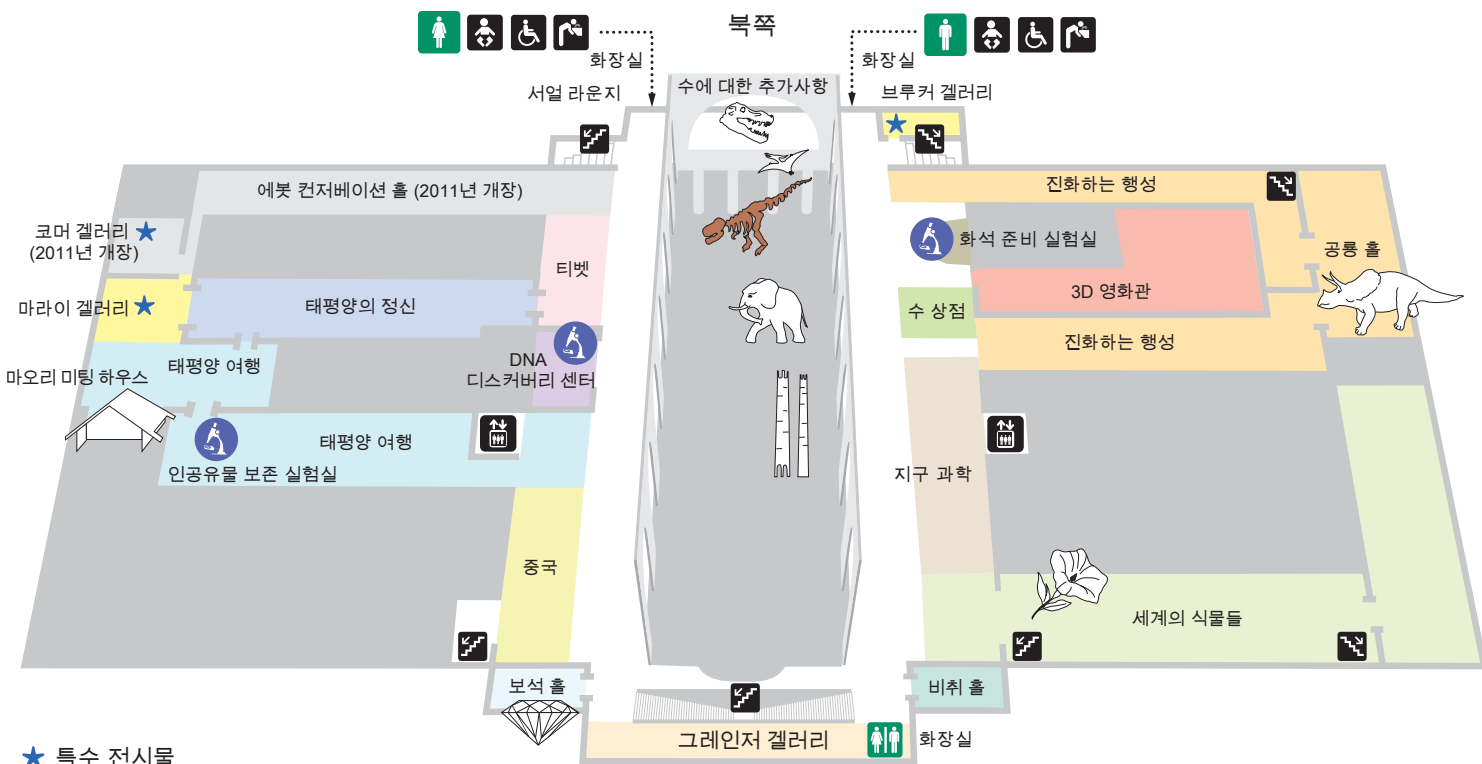 북쪽
화장실
화장실
서얼 라운지
수에 대한 추가사항
브루커 겔러리
에봇 컨저베이션 홀 (2011년 개장)
진화하는 행성
코머 겔러리
(2011년 개장)
화석 준비 실험실
공룡 홀
티벳
3D 영화관
마라이 겔러리
태평양의 정신
수 상점
진화하는 행성
DNA
디스커버리 센터
태평양 여행
마오리 미팅 하우스
태평양 여행
인공유물 보존 실험실
지구 과학
중국
세계의 식물들
보석 홀
비취 홀
그레인저 겔러리
화장실
특수 전시물